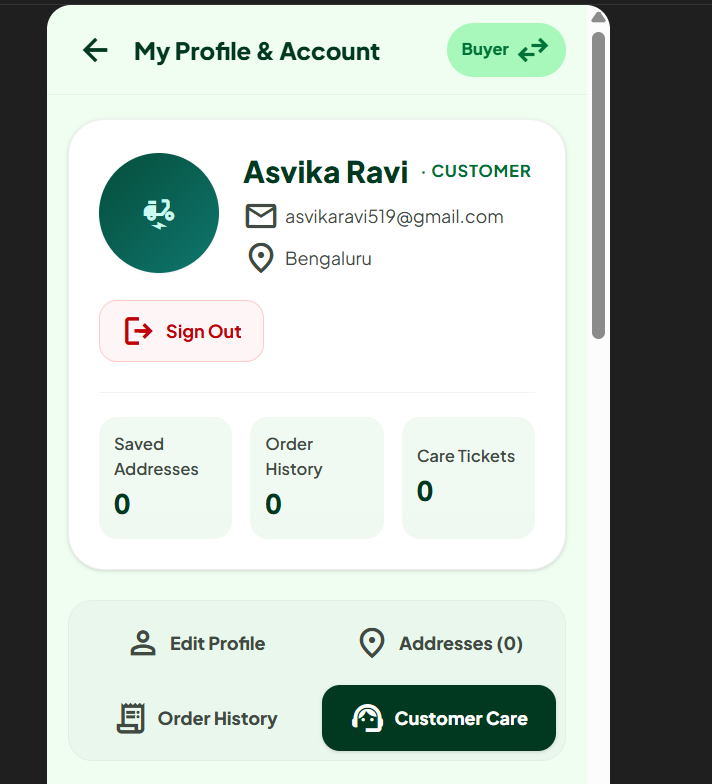 My Profile & Account
Buyer
Asvika Ravi · CUSTOMER
asvikaravi519@gmail.com
Bengaluru
Sign Out
Saved
Addresses
0
Order
History
0
Care Tickets
0
Edit Profile
Addresses (0)
Order History
Customer Care